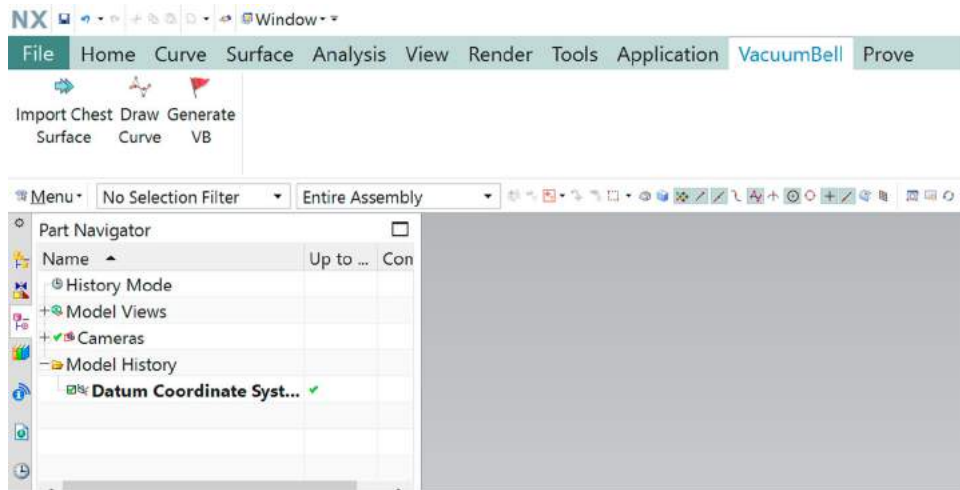 NX Window
File Home Curve Surface Analysis View Render Tools Application VacuumBell Prove
Import Chest Draw Generate
Surface Curve VB
Menu No Selection Filter Entire Assembly
Part Navigator
Name Up to ... Con
History Mode
Model Views
Cameras
Model History
Datum Coordinate Syst...